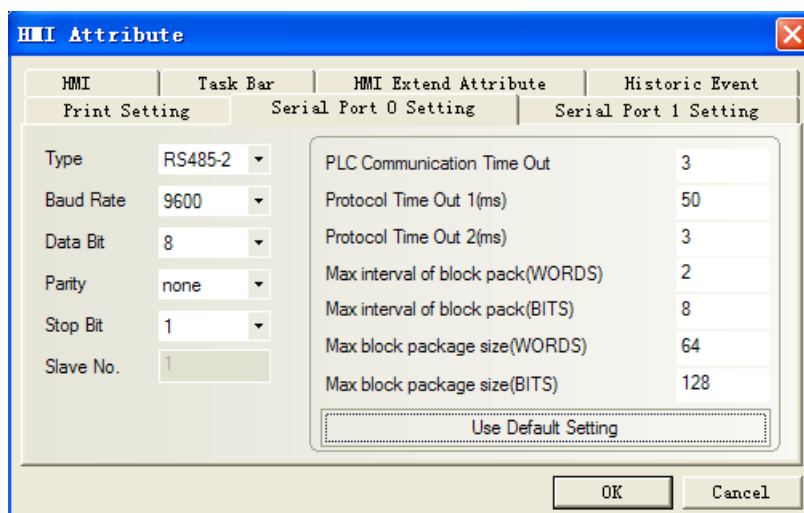 HMI Attribute
HMI Task Bar HMI Extend Attribute Historic Event
Print Setting Serial Port 0 Setting Serial Port 1 Setting
Type RS485-2
Baud Rate 9600
Data Bit 8
Parity none
Stop Bit 1
Slave No. 1
PLC Communication Time Out 3
Protocol Time Out 1(ms) 50
Protocol Time Out 2(ms) 3
Max interval of block pack(WORDS) 2
Max interval of block pack(BITS) 8
Max block package size(WORDS) 64
Max block package size(BITS) 128
Use Default Setting
OK Cancel